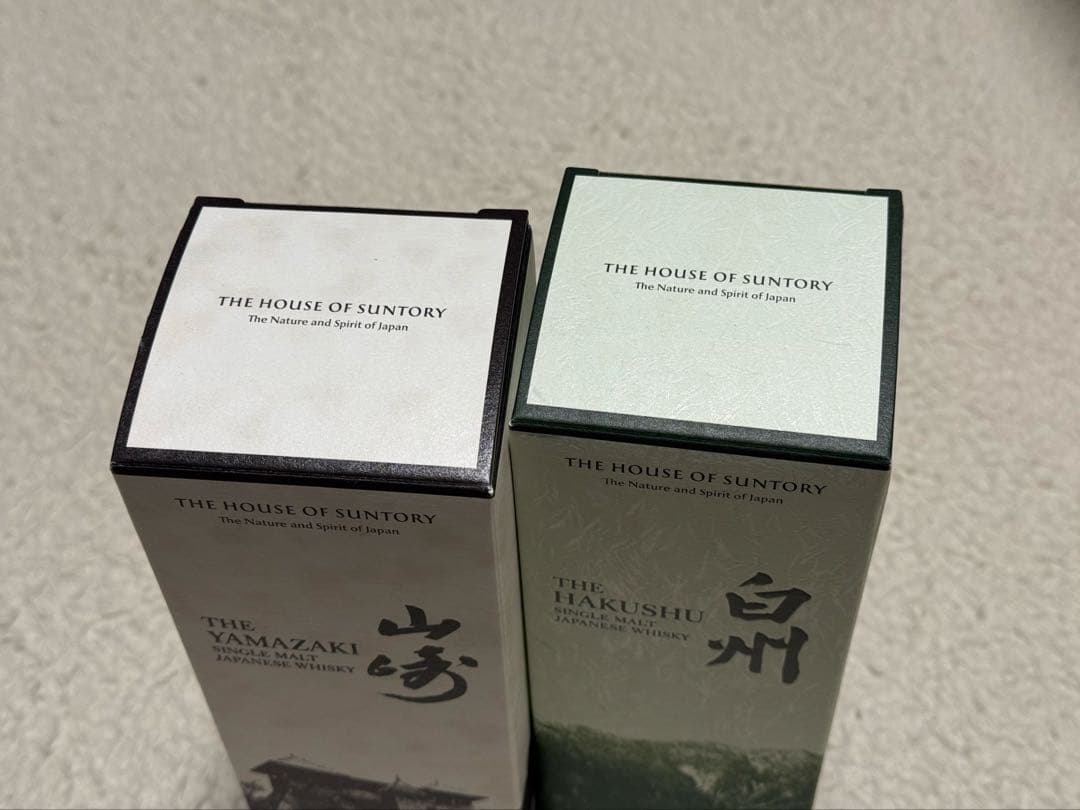 THE HOUSE OF SUNTORY
The Nature and Spirit of Japan
THE HOUSE OF SUNTORY
The Nature and Spirit of Japan
THE
YAMAZAKI
SINGLE MALT
JAPANESE WHISKY
山崎
THE HOUSE OF SUNTORY
The Nature and Spirit of Japan
THE HOUSE OF SUNTORY
The Nature and Spirit of Japan
THE
HAKUSHU
SINGLE MALT
JAPANESE WHISKY
白州